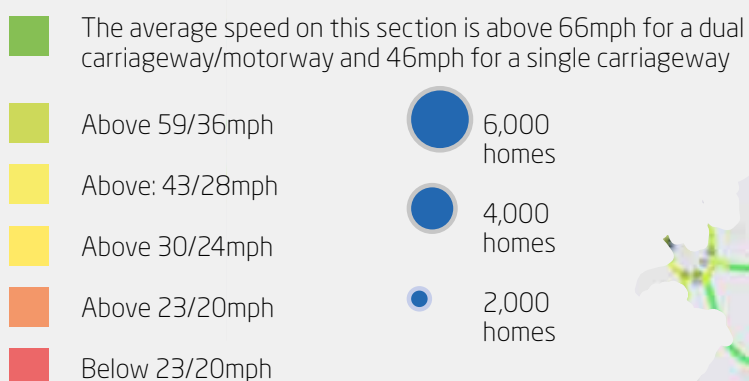 The average speed on this section is above 66mph for a dual
carriageway/motorway and 46mph for a single carriageway
Above 59/36mph
Above: 43/28mph
Above 30/24mph
Above 23/20mph
Below 23/20mph
6,000
homes
4,000
homes
2,000
homes